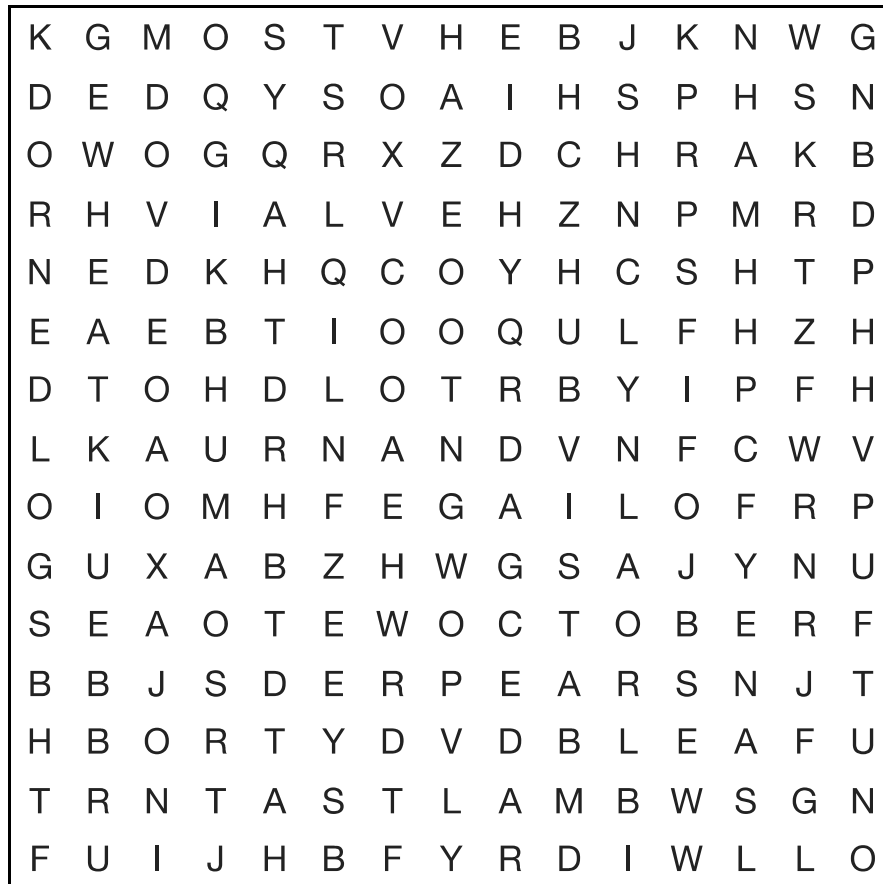 K G M O S T V H E B J K N W G
D E D Q Y S O A I H S P H S N
O W O G Q R X Z D C H R A K B
R H V I A L V E H Z N P M R D
N E D K H Q C O Y H C S H T P
E A E B T I O O Q U L F H Z H
D T O H D L O T R B Y I P F H
L K A U R N A N D V N F C W V
O I O M H F E G A I L O F R P
G U X A B Z H W G S A J Y N U
S E A O T E W O C T O B E R F
B B J S D E R P E A R S N J T
H B O R T Y D V D B L E A F U
T R N T A S T L A M B W S G N
F U I J H B F Y R D I W L L O